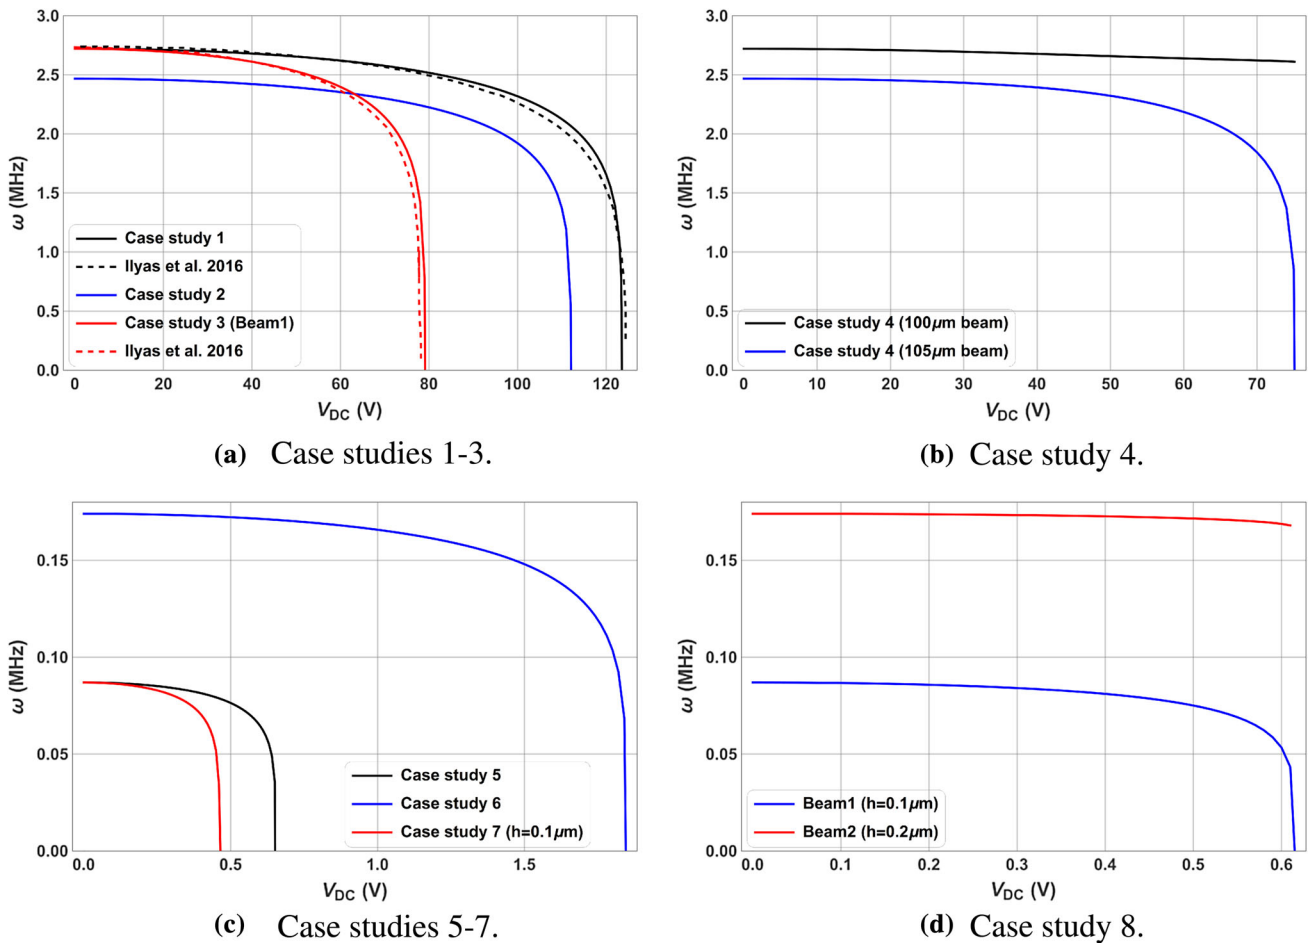 3.0
2.5
2.0
1.5
1.0
0.5
0.0
ω (MHz)
Case study 1
Ilyas et al. 2016
Case study 2
Case study 3 (Beam1)
Ilyas et al. 2016
0 20 40 60 80 100 120
V_DC (V)
(a) Case studies 1-3.
3.0
2.5
2.0
1.5
1.0
0.5
0.0
ω (MHz)
Case study 4 (100μm beam)
Case study 4 (105μm beam)
0 10 20 30 40 50 60 70
V_DC (V)
(b) Case study 4.
0.15
0.10
0.05
0.00
ω (MHz)
Case study 5
Case study 6
Case study 7 (h=0.1μm)
0.0 0.5 1.0 1.5
V_DC (V)
(c) Case studies 5-7.
0.15
0.10
0.05
0.00
ω (MHz)
Beam1 (h=0.1μm)
Beam2 (h=0.2μm)
0.0 0.1 0.2 0.3 0.4 0.5 0.6
V_DC (V)
(d) Case study 8.